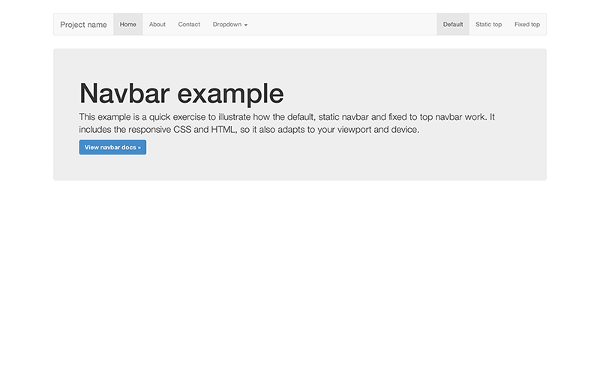 Project name Home About Contact Dropdown Default Static top Fixed top
Navbar example
This example is a quick exercise to illustrate how the default, static navbar and fixed to top navbar work. It
includes the responsive CSS and HTML, so it also adapts to your viewport and device.
View navbar docs »